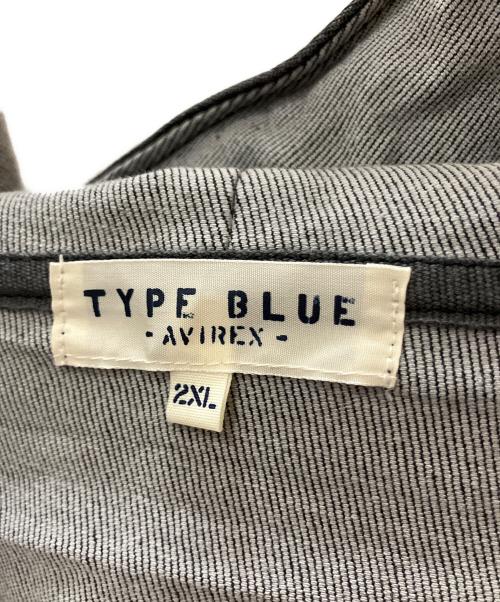 TYPE BLUE
- AVIREX -
2XL